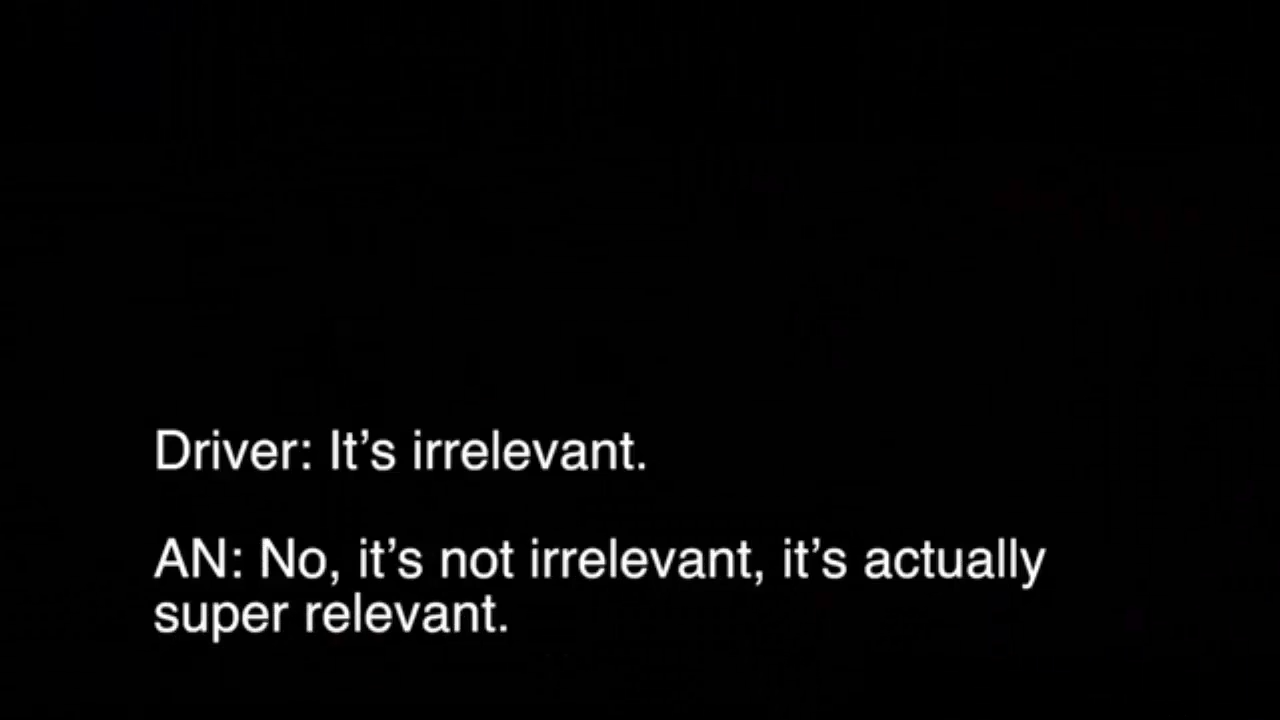 Driver: It’s irrelevant.
AN: No, it’s not irrelevant, it’s actually
super relevant.